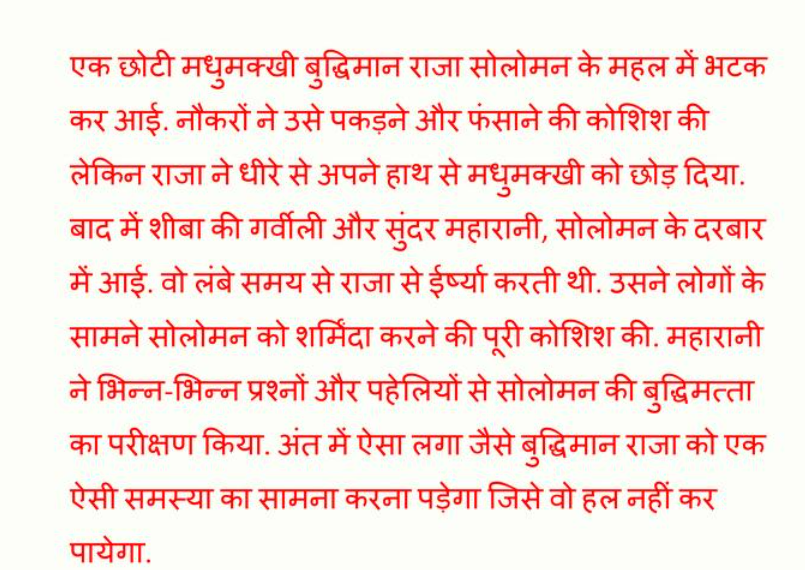 एक छोटी मधुमक्खी बुद्धिमान राजा सोलोमन के महल में भटक
कर आई. नौकरों ने उसे पकड़ने और फंसाने की कोशिश की
लेकिन राजा ने धीरे से अपने हाथ से मधुमक्खी को छोड़ दिया.
बाद में शीबा की गर्वीली और सुंदर महारानी, सोलोमन के दरबार
में आई. वो लंबे समय से राजा से ईर्ष्या करती थी. उसने लोगों के
सामने सोलोमन को शर्मिंदा करने की पूरी कोशिश की. महारानी
ने भिन्न-भिन्न प्रश्नों और पहेलियों से सोलोमन की बुद्धिमत्ता
का परीक्षण किया. अंत में ऐसा लगा जैसे बुद्धिमान राजा को एक
ऐसी समस्या का सामना करना पड़ेगा जिसे वो हल नहीं कर
पायेगा.